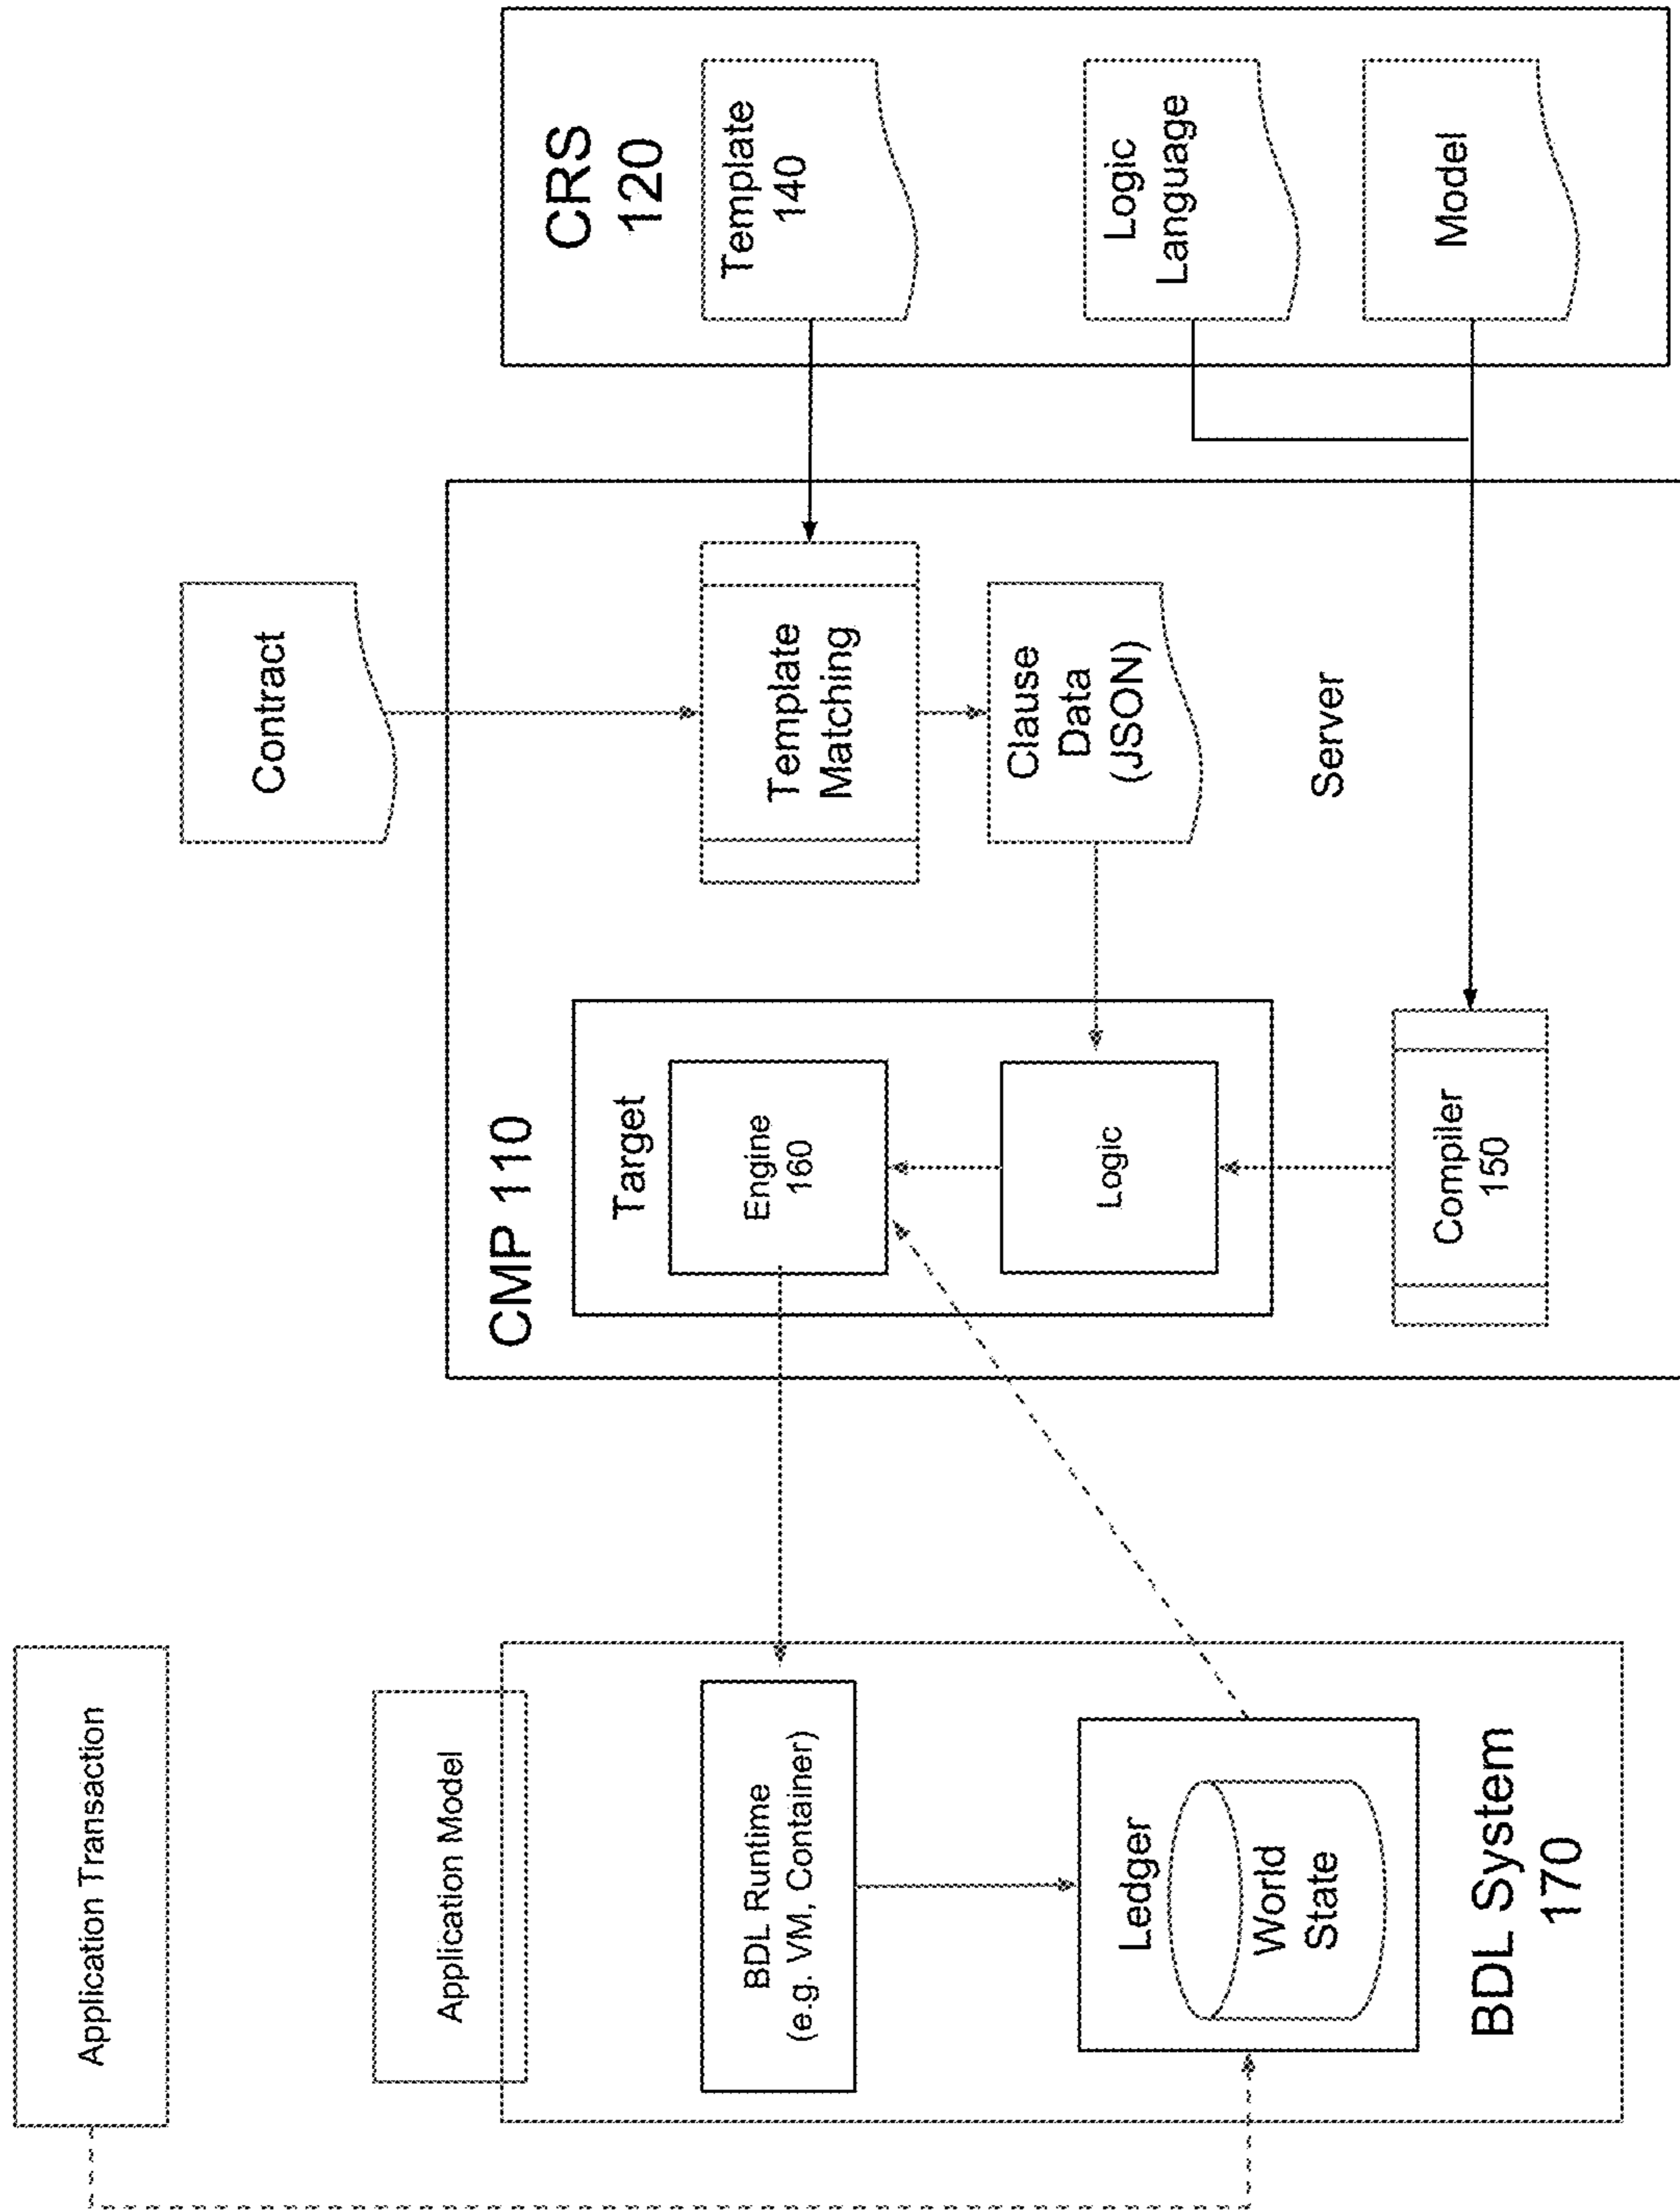 Application Transaction
Application Model
BDL Runtime
(e.g. VM, Container)
Ledger
World
State
BDL System
170
CMP 110
Target
Engine
160
Logic
Compiler
150
Contract
Template
Matching
Clause
Data
(JSON)
Server
CRS
120
Template
140
Logic
Language
Model